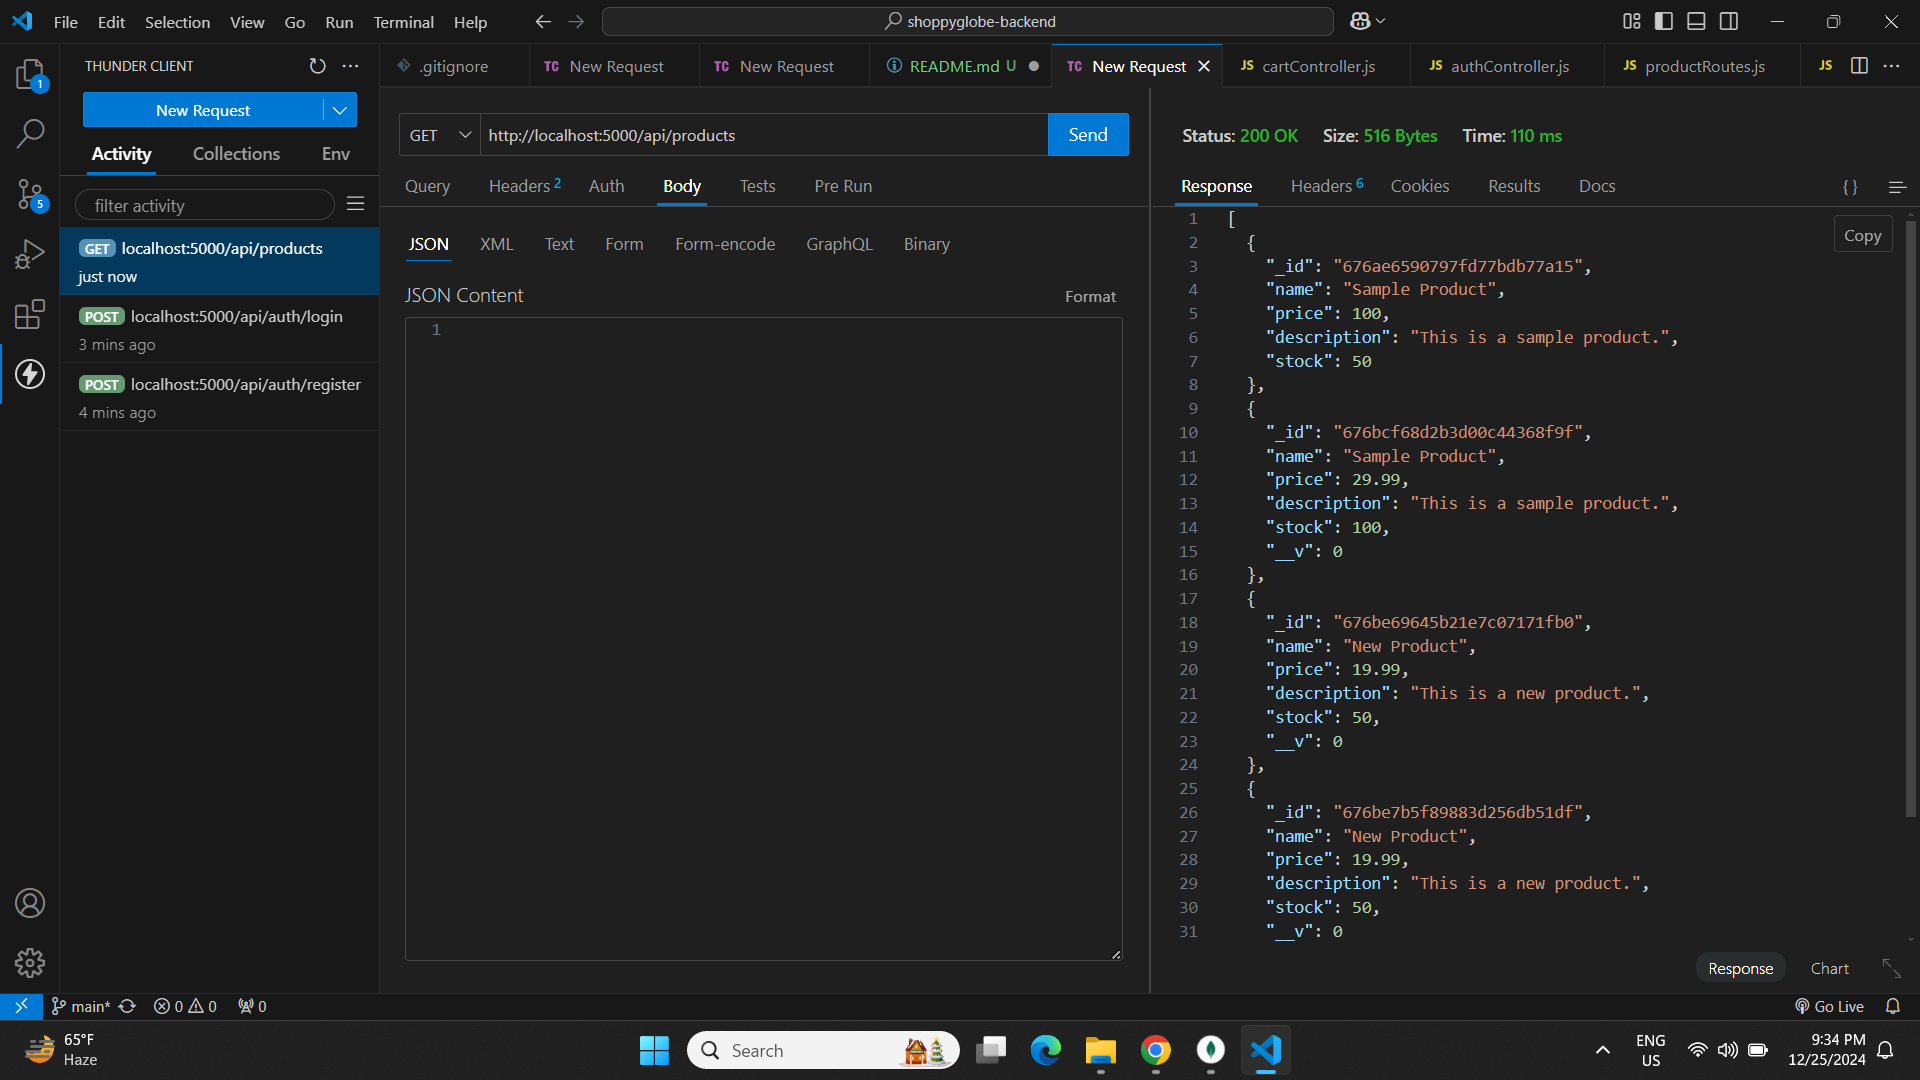 File Edit Selection View Go Run Terminal Help
shoppyglobe-backend
THUNDER CLIENT
New Request
Activity Collections Env
filter activity
GET localhost:5000/api/products
just now
POST localhost:5000/api/auth/login
3 mins ago
POST localhost:5000/api/auth/register
4 mins ago
1
5
.gitignore
TC New Request
TC New Request
README.md U
TC New Request
JS cartController.js
JS authController.js
JS productRoutes.js
JS
GET http://localhost:5000/api/products Send
Query Headers 2 Auth Body Tests Pre Run
JSON XML Text Form Form-encode GraphQL Binary
JSON Content Format
1
Status: 200 OK Size: 516 Bytes Time: 110 ms
Response Headers 6 Cookies Results Docs { }
Copy
1 [
2 {
3 "_id": "676ae6590797fd77bdb77a15",
4 "name": "Sample Product",
5 "price": 100,
6 "description": "This is a sample product.",
7 "stock": 50
8 },
9 {
10 "_id": "676bcf68d2b3d00c44368f9f",
11 "name": "Sample Product",
12 "price": 29.99,
13 "description": "This is a sample product.",
14 "stock": 100,
15 "__v": 0
16 },
17 {
18 "_id": "676be69645b21e7c07171fb0",
19 "name": "New Product",
20 "price": 19.99,
21 "description": "This is a new product.",
22 "stock": 50,
23 "__v": 0
24 },
25 {
26 "_id": "676be7b5f89883d256db51df",
27 "name": "New Product",
28 "price": 19.99,
29 "description": "This is a new product.",
30 "stock": 50,
31 "__v": 0
Response Chart
main* 0 0 0 Go Live
65°F
Haze
Search
ENG
US
9:34 PM
12/25/2024